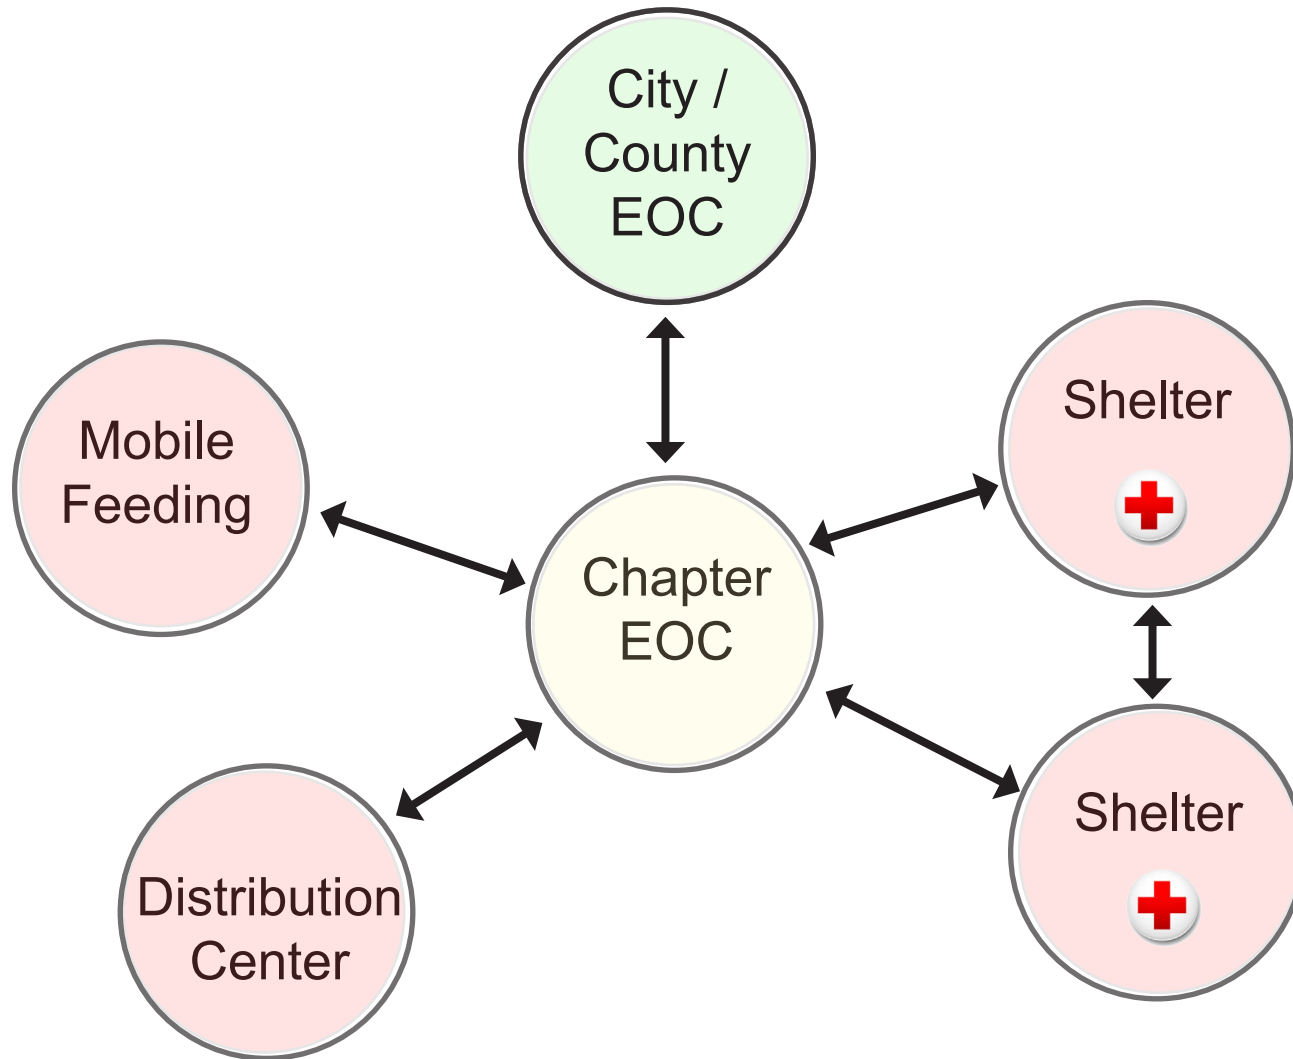 City /
County
EOC
Mobile
Feeding
Shelter
Chapter
EOC
Shelter
Distribution
Center